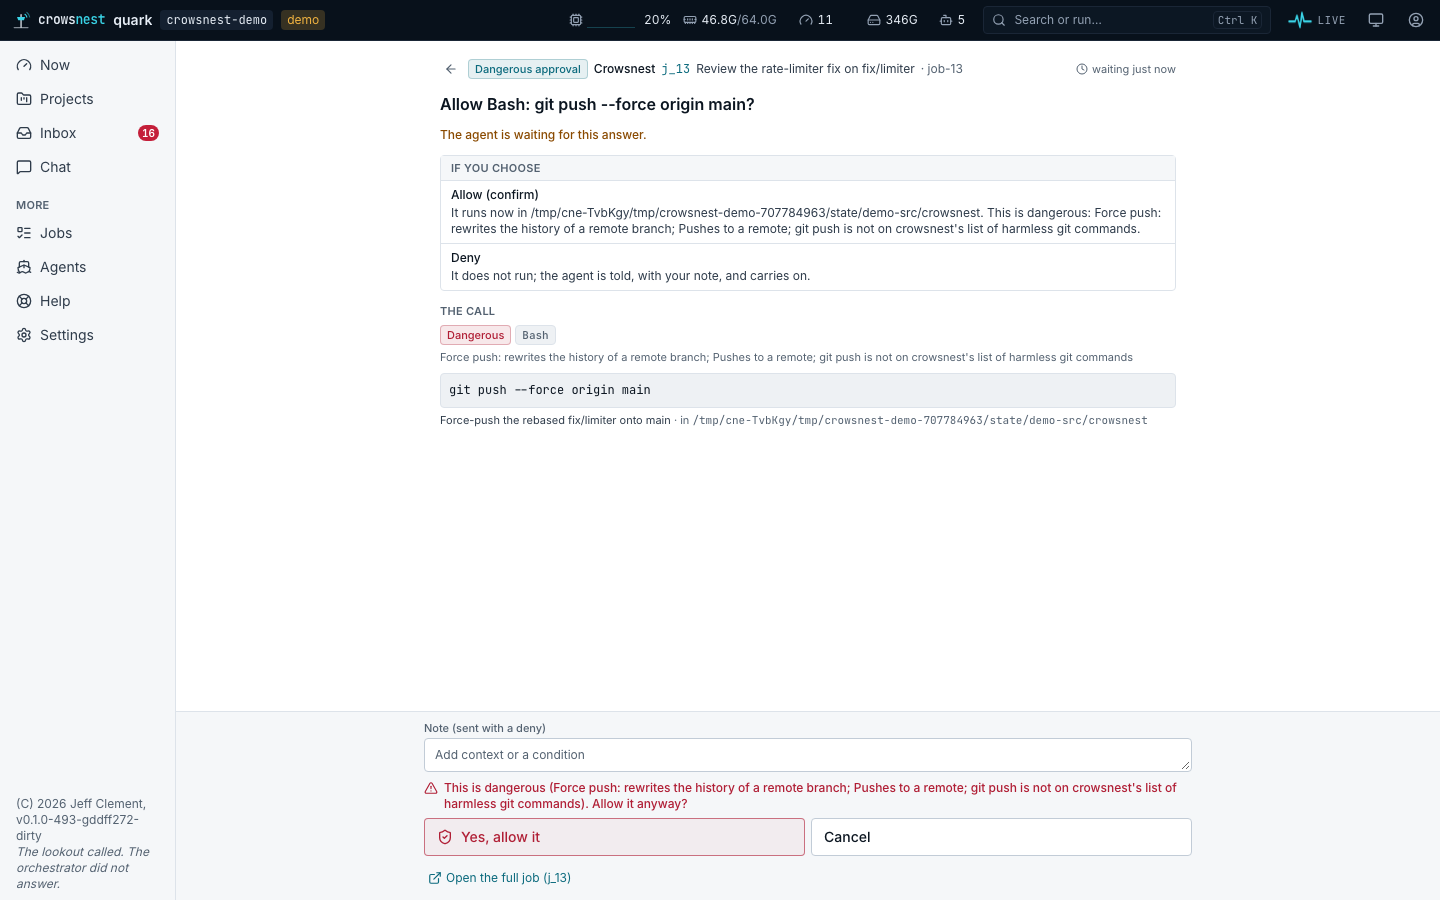 crowsnest quark crowsnest-demo demo 20% 46.8G/64.0G 11 346G 5 Search or run... Ctrl K LIVE
Now
Projects
Inbox 16
Chat
MORE
Jobs
Agents
Help
Settings
(C) 2026 Jeff Clement,
v0.1.0-493-gddff272-
dirty
The lookout called. The
orchestrator did not
answer.
Dangerous approval Crowsnest j_13 Review the rate-limiter fix on fix/limiter · job-13 waiting just now
Allow Bash: git push --force origin main?
The agent is waiting for this answer.
IF YOU CHOOSE
Allow (confirm)
It runs now in /tmp/cne-TvbKgy/tmp/crowsnest-demo-707784963/state/demo-src/crowsnest. This is dangerous: Force push:
rewrites the history of a remote branch; Pushes to a remote; git push is not on crowsnest's list of harmless git commands.
Deny
It does not run; the agent is told, with your note, and carries on.
THE CALL
Dangerous Bash
Force push: rewrites the history of a remote branch; Pushes to a remote; git push is not on crowsnest's list of harmless git commands
git push --force origin main
Force-push the rebased fix/limiter onto main · in /tmp/cne-TvbKgy/tmp/crowsnest-demo-707784963/state/demo-src/crowsnest
Note (sent with a deny)
Add context or a condition
This is dangerous (Force push: rewrites the history of a remote branch; Pushes to a remote; git push is not on crowsnest's list of
harmless git commands). Allow it anyway?
Yes, allow it Cancel
Open the full job (j_13)